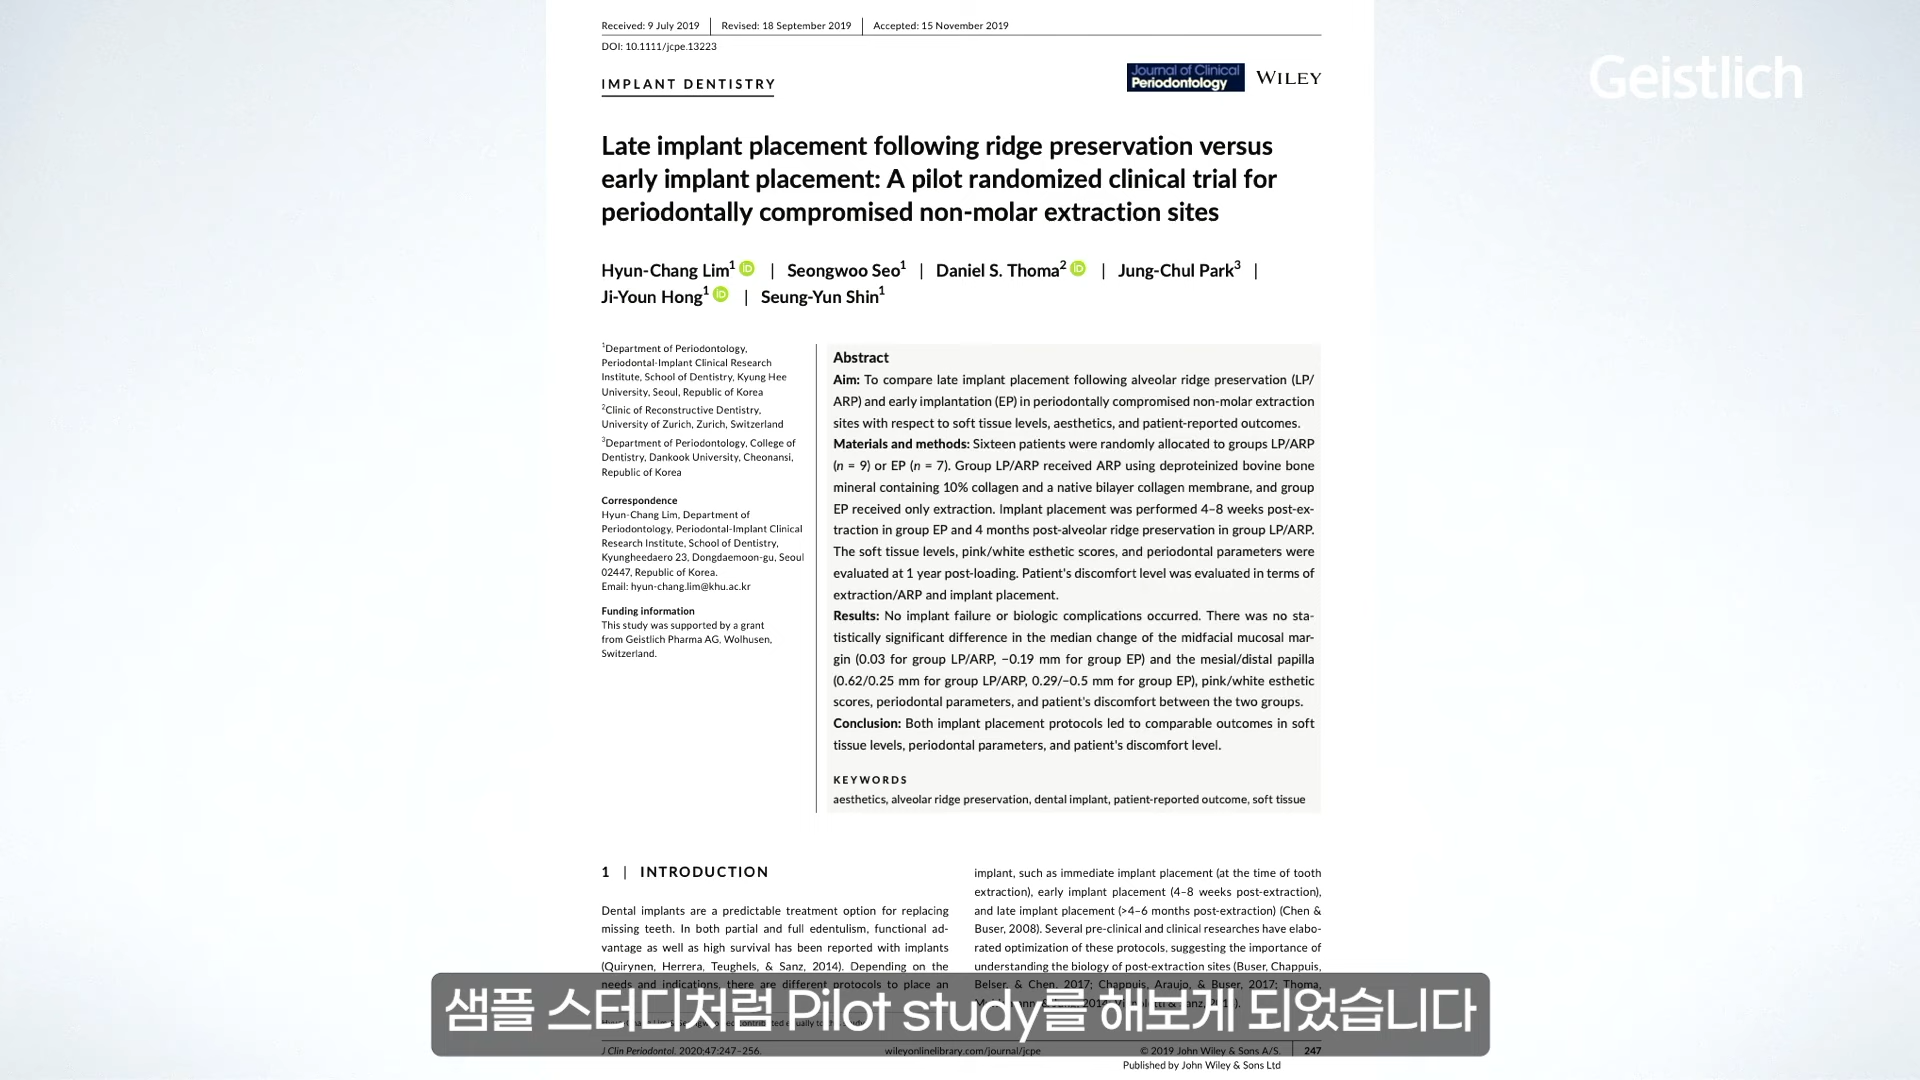 Received: 9 July 2019 | Revised: 18 September 2019 | Accepted: 15 November 2019
DOI: 10.1111/jcpe.13223
IMPLANT DENTISTRY
Journal of Clinical
Periodontology
WILEY
Geistlich
Late implant placement following ridge preservation versus
early implant placement: A pilot randomized clinical trial for
periodontally compromised non-molar extraction sites
Hyun-Chang Lim1 iD | Seongwoo Seo1 | Daniel S. Thoma2 iD | Jung-Chul Park3 |
Ji-Youn Hong1 iD | Seung-Yun Shin1
1Department of Periodontology,
Periodontal-Implant Clinical Research
Institute, School of Dentistry, Kyung Hee
University, Seoul, Republic of Korea
2Clinic of Reconstructive Dentistry,
University of Zurich, Zurich, Switzerland
3Department of Periodontology, College of
Dentistry, Dankook University, Cheonansi,
Republic of Korea
Correspondence
Hyun-Chang Lim, Department of
Periodontology, Periodontal-Implant Clinical
Research Institute, School of Dentistry,
Kyungheedaero 23, Dongdaemoon-gu, Seoul
02447, Republic of Korea.
Email: hyun-chang.lim@khu.ac.kr
Funding information
This study was supported by a grant
from Geistlich Pharma AG, Wolhusen,
Switzerland.
Abstract
Aim: To compare late implant placement following alveolar ridge preservation (LP/
ARP) and early implantation (EP) in periodontally compromised non-molar extraction
sites with respect to soft tissue levels, aesthetics, and patient-reported outcomes.
Materials and methods: Sixteen patients were randomly allocated to groups LP/ARP
(n = 9) or EP (n = 7). Group LP/ARP received ARP using deproteinized bovine bone
mineral containing 10% collagen and a native bilayer collagen membrane, and group
EP received only extraction. Implant placement was performed 4–8 weeks post-ex-
traction in group EP and 4 months post-alveolar ridge preservation in group LP/ARP.
The soft tissue levels, pink/white esthetic scores, and periodontal parameters were
evaluated at 1 year post-loading. Patient's discomfort level was evaluated in terms of
extraction/ARP and implant placement.
Results: No implant failure or biologic complications occurred. There was no sta-
tistically significant difference in the median change of the midfacial mucosal mar-
gin (0.03 for group LP/ARP, −0.19 mm for group EP) and the mesial/distal papilla
(0.62/0.25 mm for group LP/ARP, 0.29/−0.5 mm for group EP), pink/white esthetic
scores, periodontal parameters, and patient's discomfort between the two groups.
Conclusion: Both implant placement protocols led to comparable outcomes in soft
tissue levels, periodontal parameters, and patient's discomfort level.
KEYWORDS
aesthetics, alveolar ridge preservation, dental implant, patient-reported outcome, soft tissue
1 | INTRODUCTION
Dental implants are a predictable treatment option for replacing
missing teeth. In both partial and full edentulism, functional ad-
vantage as well as high survival has been reported with implants
(Quirynen, Herrera, Teughels, & Sanz, 2014). Depending on the
needs and indications, there are different protocols to place an
implant, such as immediate implant placement (at the time of tooth
extraction), early implant placement (4–8 weeks post-extraction),
and late implant placement (>4–6 months post-extraction) (Chen &
Buser, 2008). Several pre-clinical and clinical researches have elabo-
rated optimization of these protocols, suggesting the importance of
understanding the biology of post-extraction sites (Buser, Chappuis,
Belser, & Chen, 2017; Chappuis, Araujo, & Buser, 2017; Thoma,
샘플 스터디처럼 Pilot study를 해보게 되었습니다
J Clin Periodontol. 2020;47:247–256.
wileyonlinelibrary.com/journal/jcpe
© 2019 John Wiley & Sons A/S. | 247
Published by John Wiley & Sons Ltd